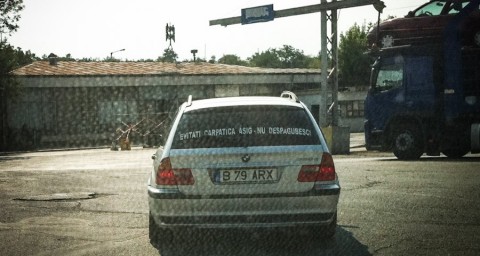 EVITATI CARPATICA ASIG - NU DESPAGUBESC!
B 79 ARX